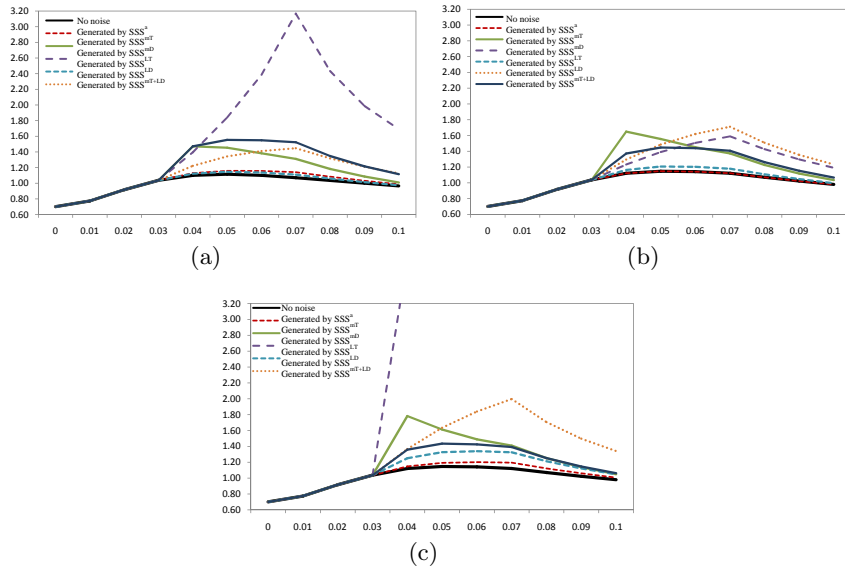 3.20
3.00
2.80
2.60
2.40
2.20
2.00
1.80
1.60
1.40
1.20
1.00
0.80
0.60
No noise
Generated by SSS^a
Generated by SSS^mT
Generated by SSS^mD
Generated by SSS^LT
Generated by SSS^LD
Generated by SSS^mT+LD
0 0.01 0.02 0.03 0.04 0.05 0.06 0.07 0.08 0.09 0.1
(a)
3.20
3.00
2.80
2.60
2.40
2.20
2.00
1.80
1.60
1.40
1.20
1.00
0.80
0.60
No noise
Generated by SSS^a
Generated by SSS^mT
Generated by SSS^mD
Generated by SSS^LT
Generated by SSS^LD
Generated by SSS^mT+LD
0 0.01 0.02 0.03 0.04 0.05 0.06 0.07 0.08 0.09 0.1
(b)
3.20
3.00
2.80
2.60
2.40
2.20
2.00
1.80
1.60
1.40
1.20
1.00
0.80
0.60
No noise
Generated by SSS^a
Generated by SSS^mT
Generated by SSS^mD
Generated by SSS^LT
Generated by SSS^LD
Generated by SSS^mT+LD
0 0.01 0.02 0.03 0.04 0.05 0.06 0.07 0.08 0.09 0.1
(c)